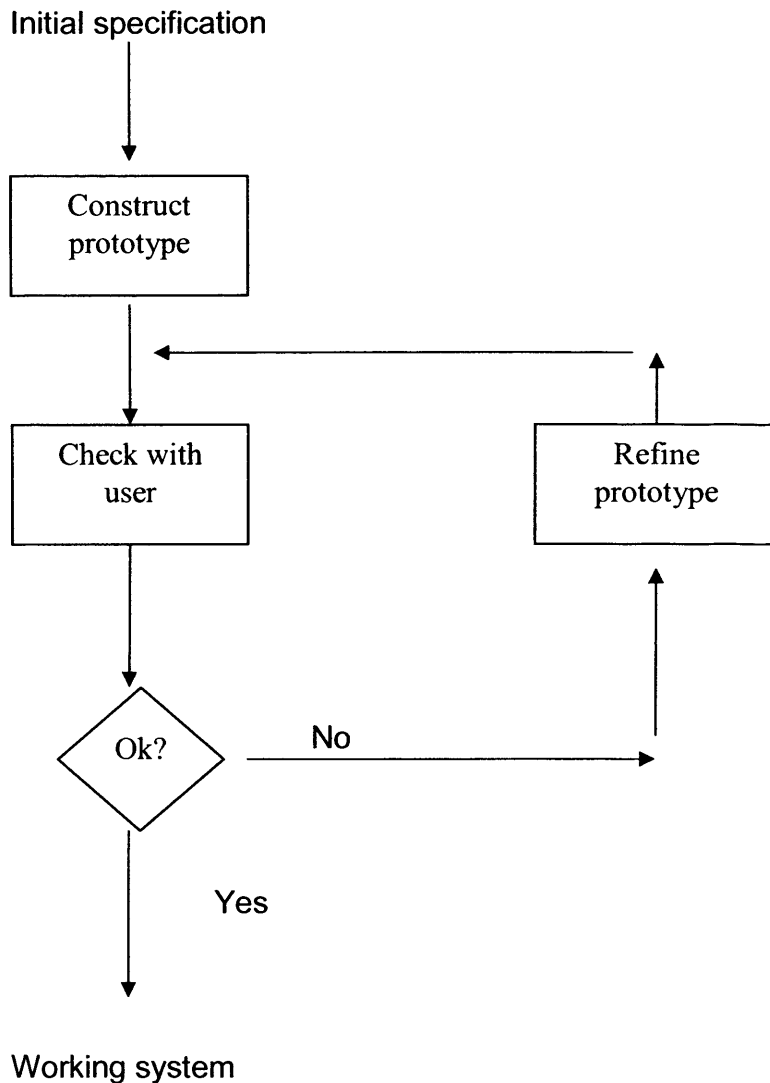 Initial specification
Construct
prototype
Check with
user
Refine
prototype
Ok?
No
Yes
Working system